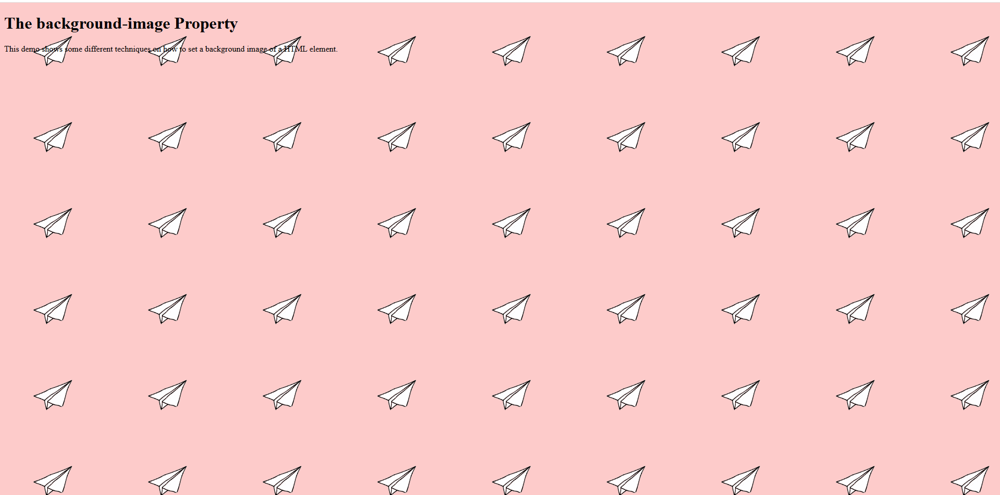 The background-image Property
This demo shows some different techniques on how to set a background image of a HTML element.